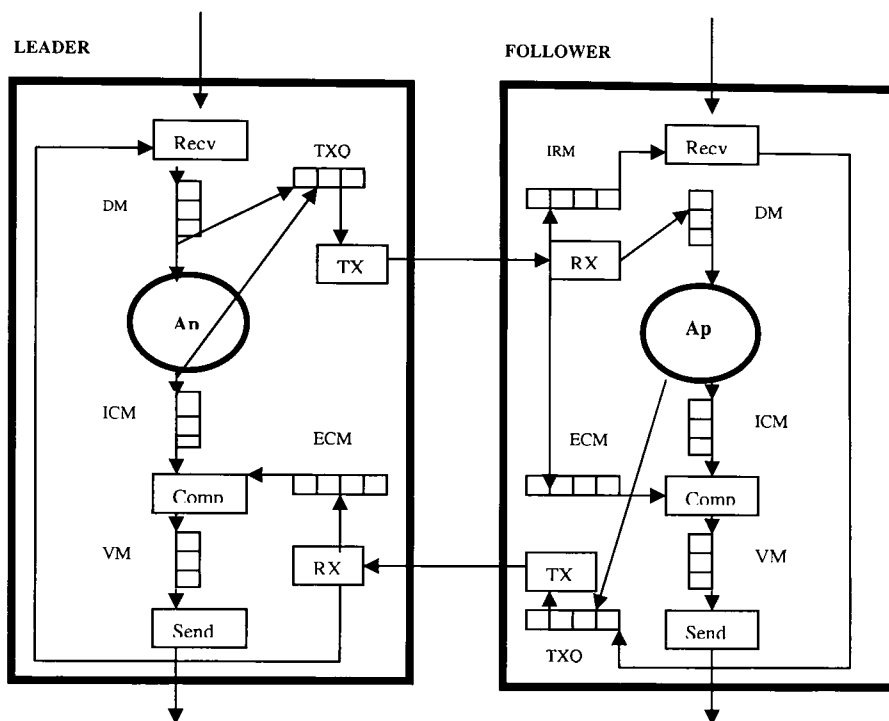 LEADER
Recv
TXQ
DM
TX
An
ICM
ECM
Comp
VM
RX
Send
FOLLOWER
IRM
Recv
DM
RX
Ap
ECM
ICM
Comp
TX
VM
TXQ
Send